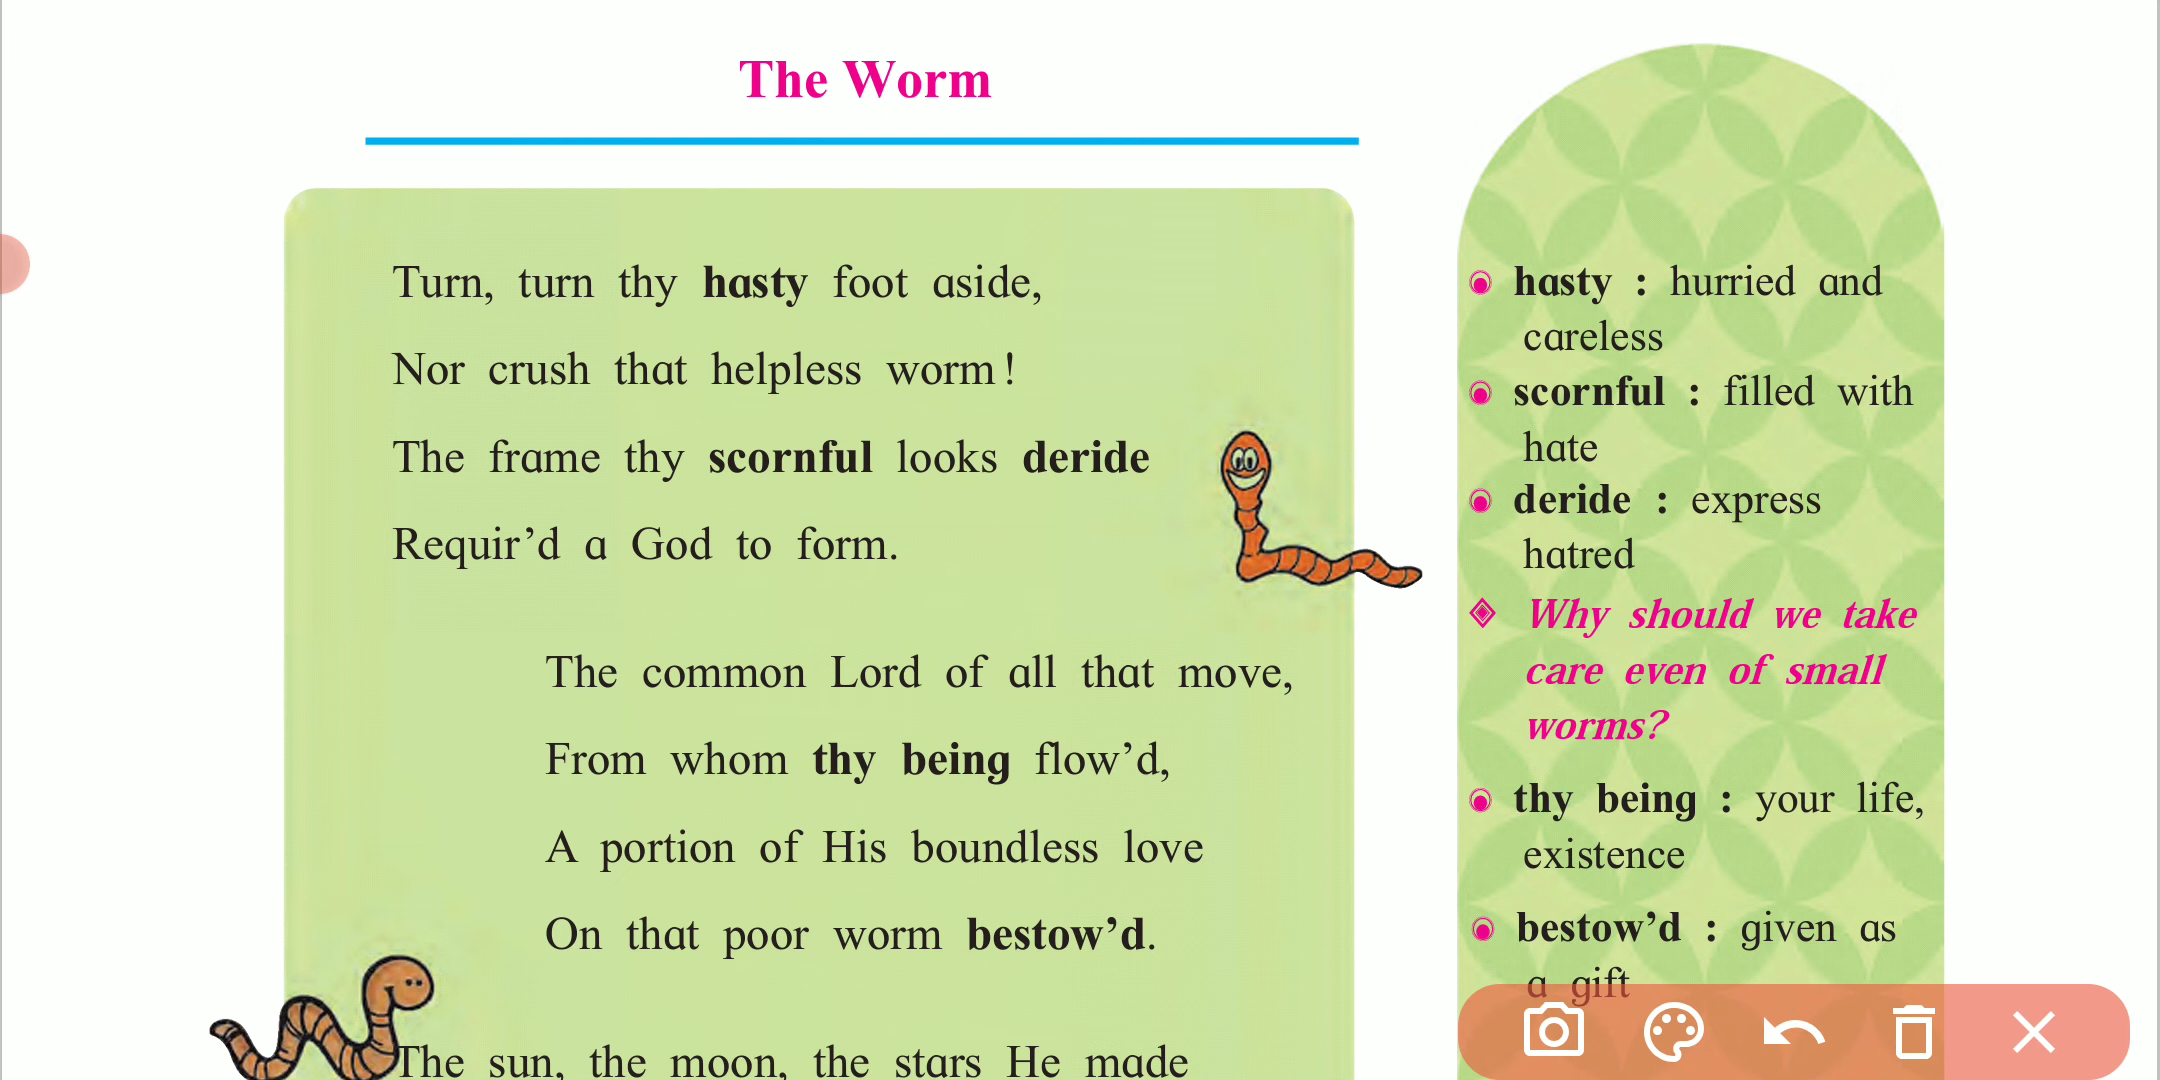 The Worm
Turn, turn thy hasty foot aside,
Nor crush that helpless worm!
The frame thy scornful looks deride
Requir’d a God to form.
The common Lord of all that move,
From whom thy being flow’d,
A portion of His boundless love
On that poor worm bestow’d.
The sun, the moon, the stars He made
hasty : hurried and
careless
scornful : filled with
hate
deride : express
hatred
Why should we take
care even of small
worms?
thy being : your life,
existence
bestow’d : given as
a gift